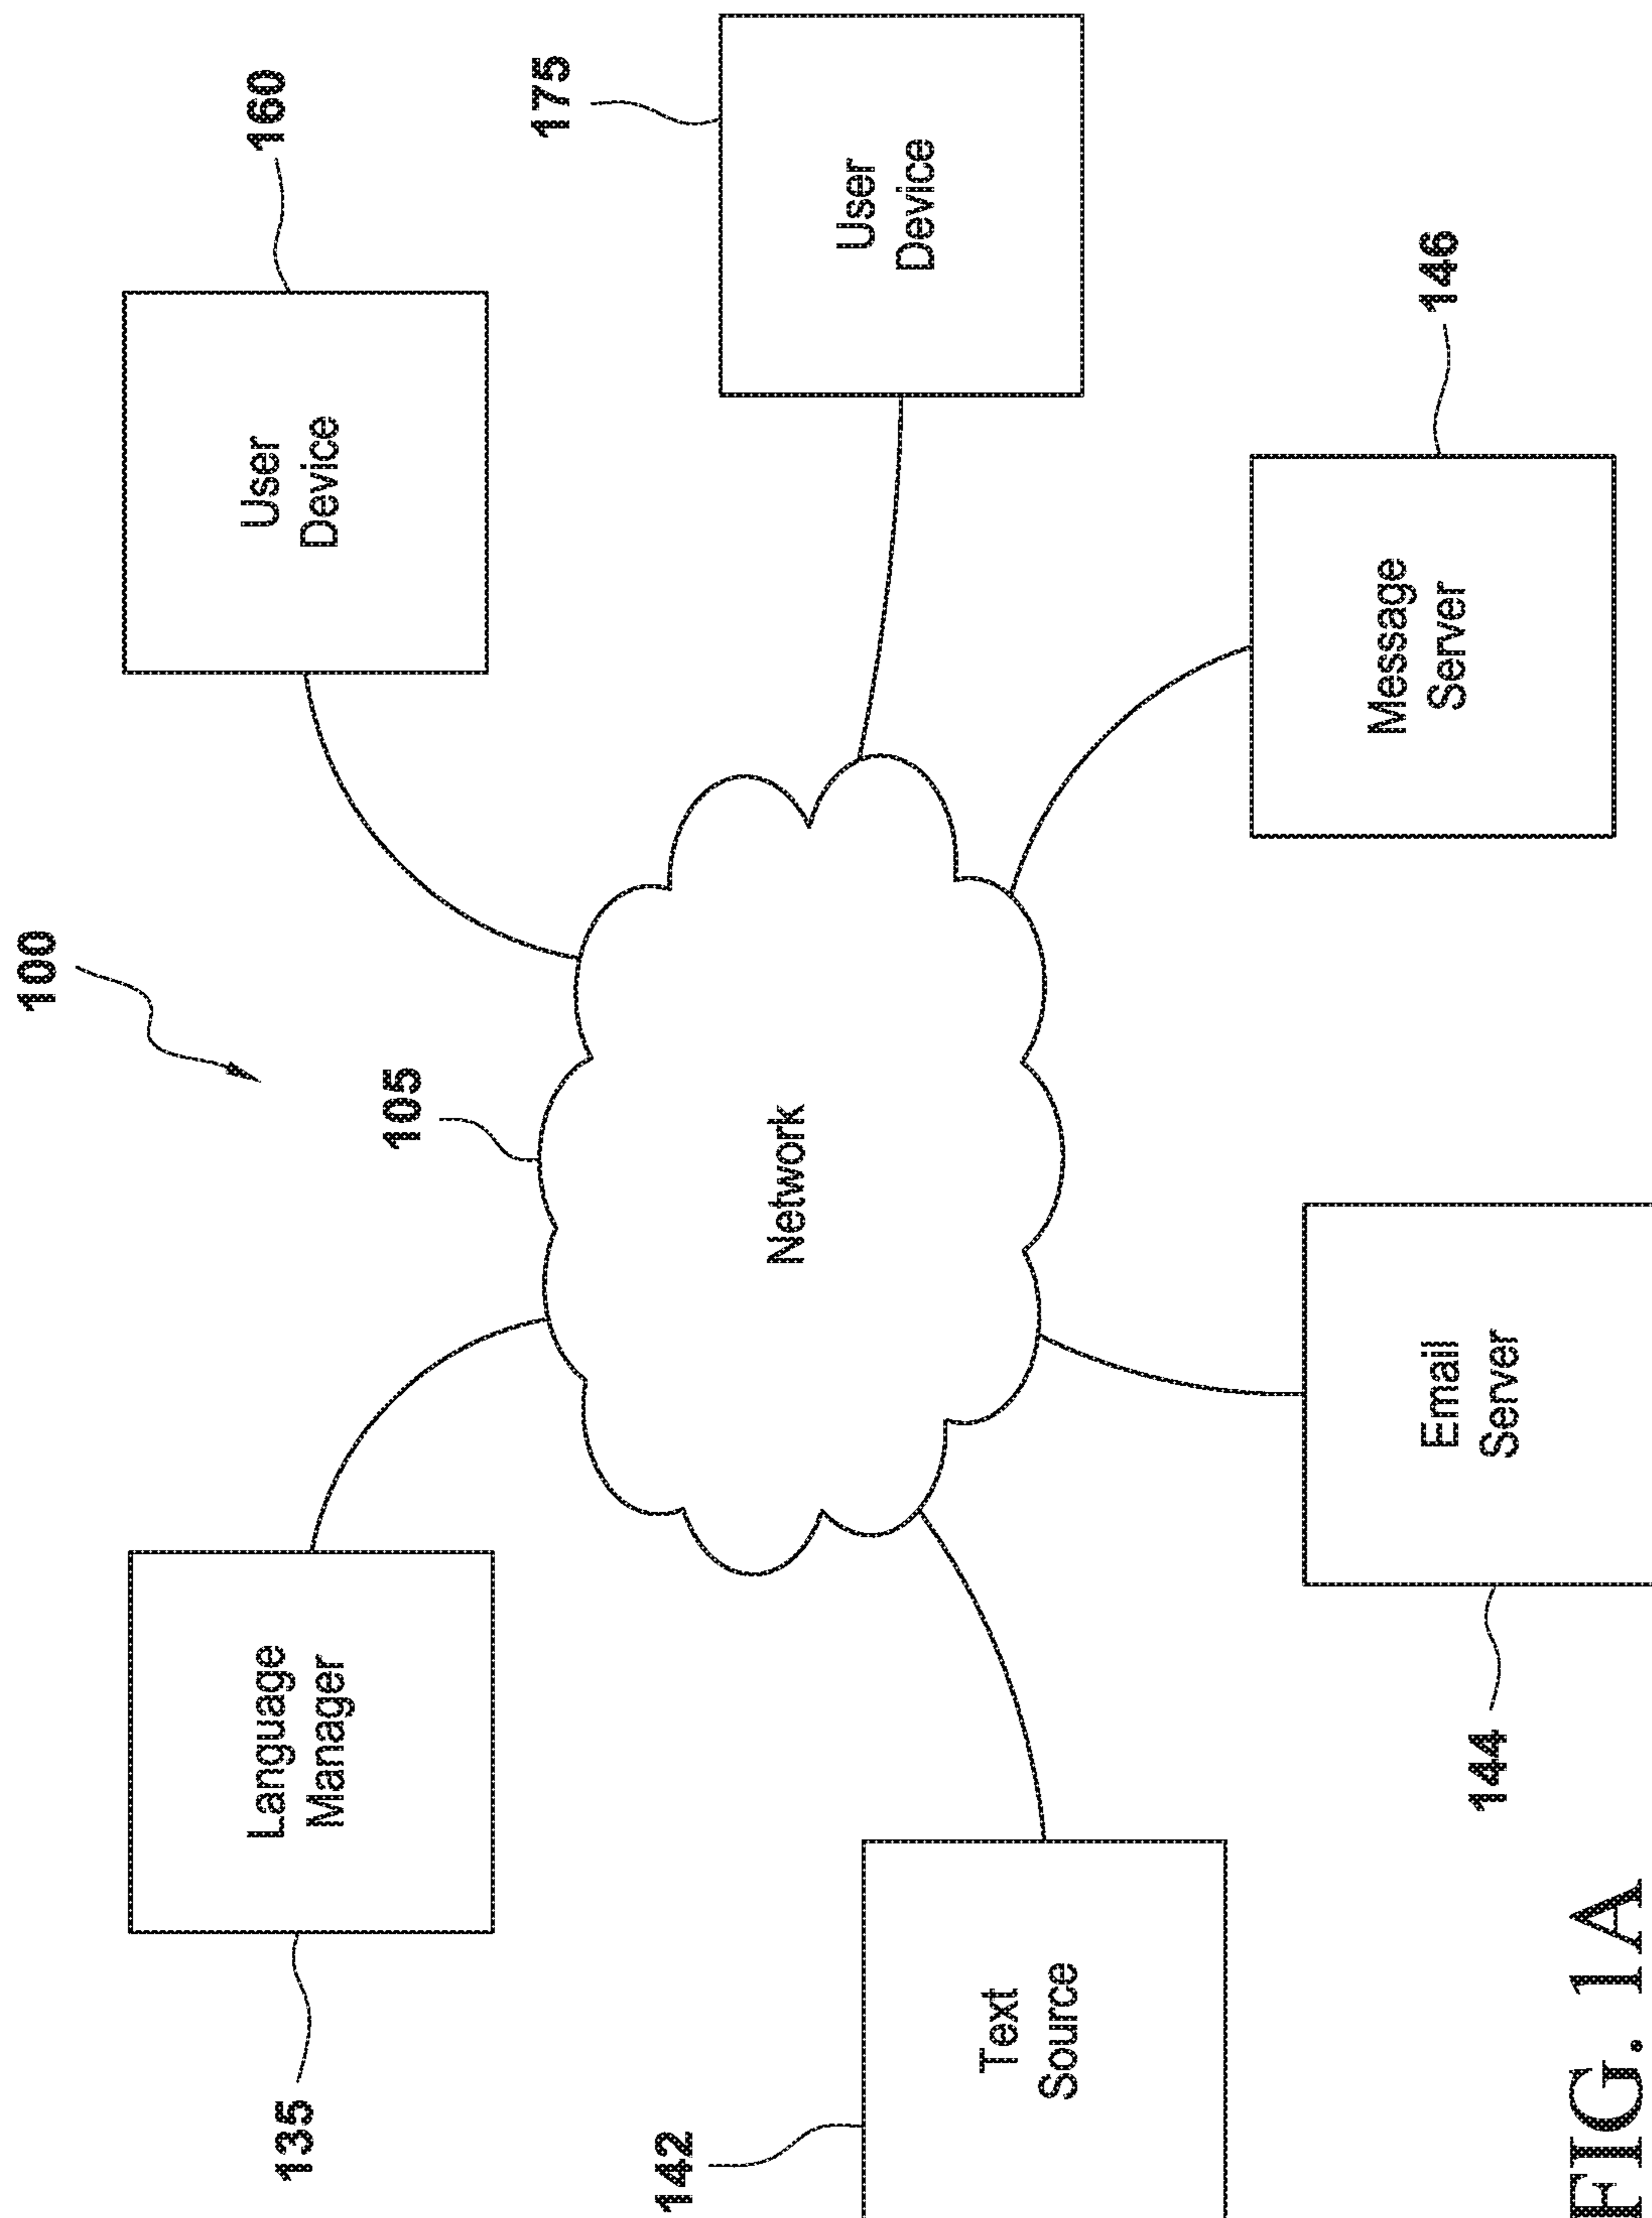 100
135
Language
Manager
105
160
User
Device
142
Text
Source
Network
175
User
Device
144
Email
Server
146
Message
Server
FIG. 1A